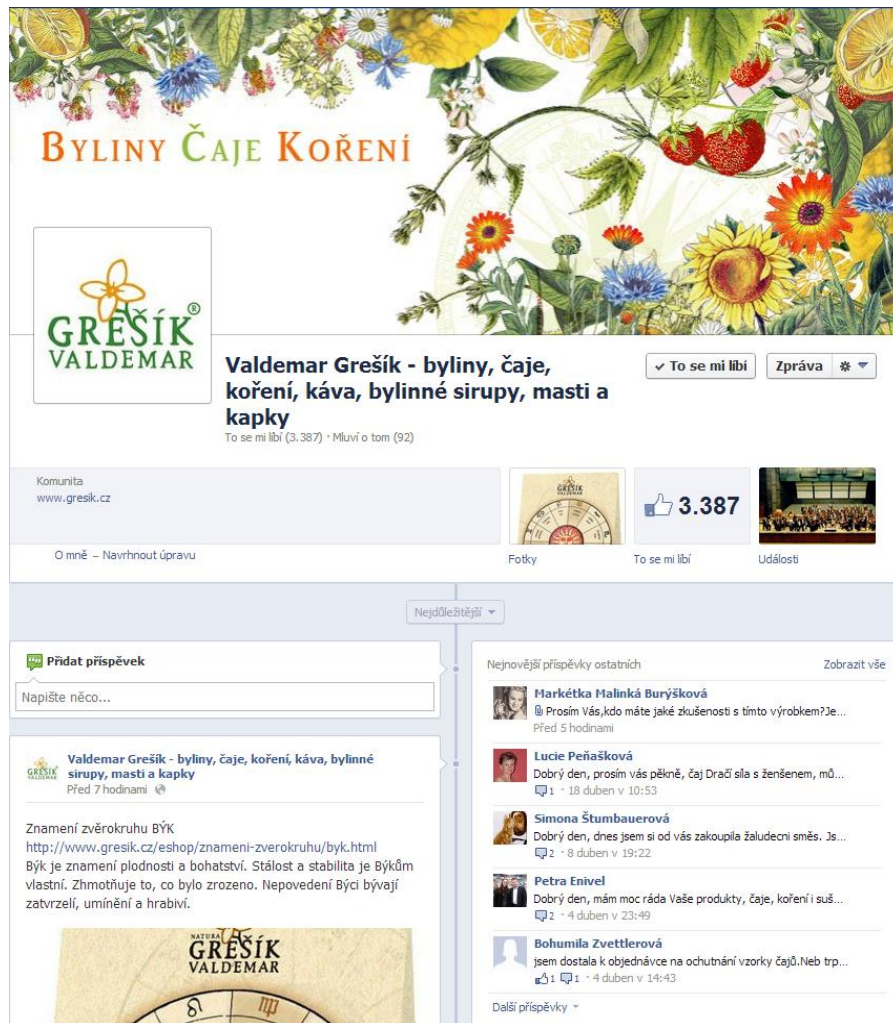 BYLINY ČAJE KOŘENÍ
GREŠÍK®
VALDEMAR
Valdemar Grešík - byliny, čaje,
koření, káva, bylinné sirupy, masti a
kapky
To se mi líbí (3.387) · Mluví o tom (92)
To se mi líbí
Zpráva
Komunita
www.gresik.cz
O mně – Navrhnout úpravu
GREŠÍK
VALDEMAR
3.387
Fotky
To se mi líbí
Události
Nejdůležitější
Přidat příspěvek
Napište něco...
GREŠÍK
VALDEMAR
Valdemar Grešík - byliny, čaje, koření, káva, bylinné
sirupy, masti a kapky
Před 7 hodinami
Znamení zvěrokruhu BÝK
http://www.gresik.cz/eshop/znameni-zverokruhu/byk.html
Býk je znamení plodnosti a bohatství. Stálost a stabilita je Býkům
vlastní. Zhmotňuje to, co bylo zrozeno. Nepovedení Býci bývají
zatvrzelí, umínění a hrabiví.
NATURA
GREŠÍK
VALDEMAR
Nejnovější příspěvky ostatních
Zobrazit vše
Markétka Malinká Burýšková
Prosím Vás,kdo máte jaké zkušenosti s tímto výrobkem?Je...
Před 5 hodinami
Lucie Peňašková
Dobrý den, prosím vás pěkně, čaj Dračí síla s ženšenem, mů...
1 · 18 duben v 10:53
Simona Štumbauerová
Dobrý den, dnes jsem si od vás zakoupila žaludecni směs. Js...
2 · 8 duben v 19:22
Petra Enivel
Dobrý den, mám moc ráda Vaše produkty, čaje, koření i suš...
2 · 4 duben v 23:49
Bohumila Zvettlerová
jsem dostala k objednávce na ochutnání vzorky čajů.Neb trp...
1 1 · 4 duben v 14:43
Další příspěvky